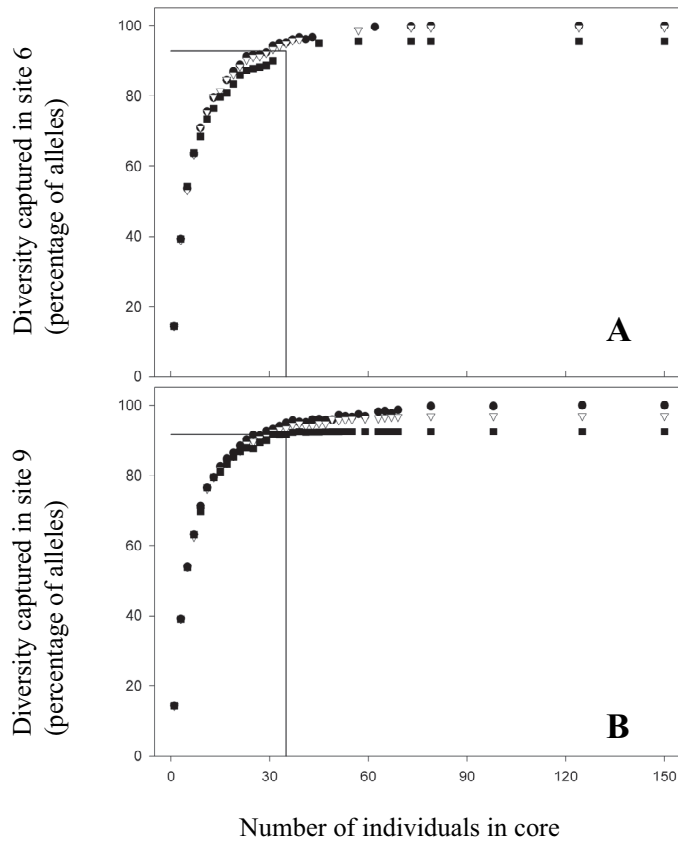 Diversity captured in site 6
(percentage of alleles)
100
80
60
40
20
0
A
Diversity captured in site 9
(percentage of alleles)
100
80
60
40
20
0
B
0 30 60 90 120 150
Number of individuals in core